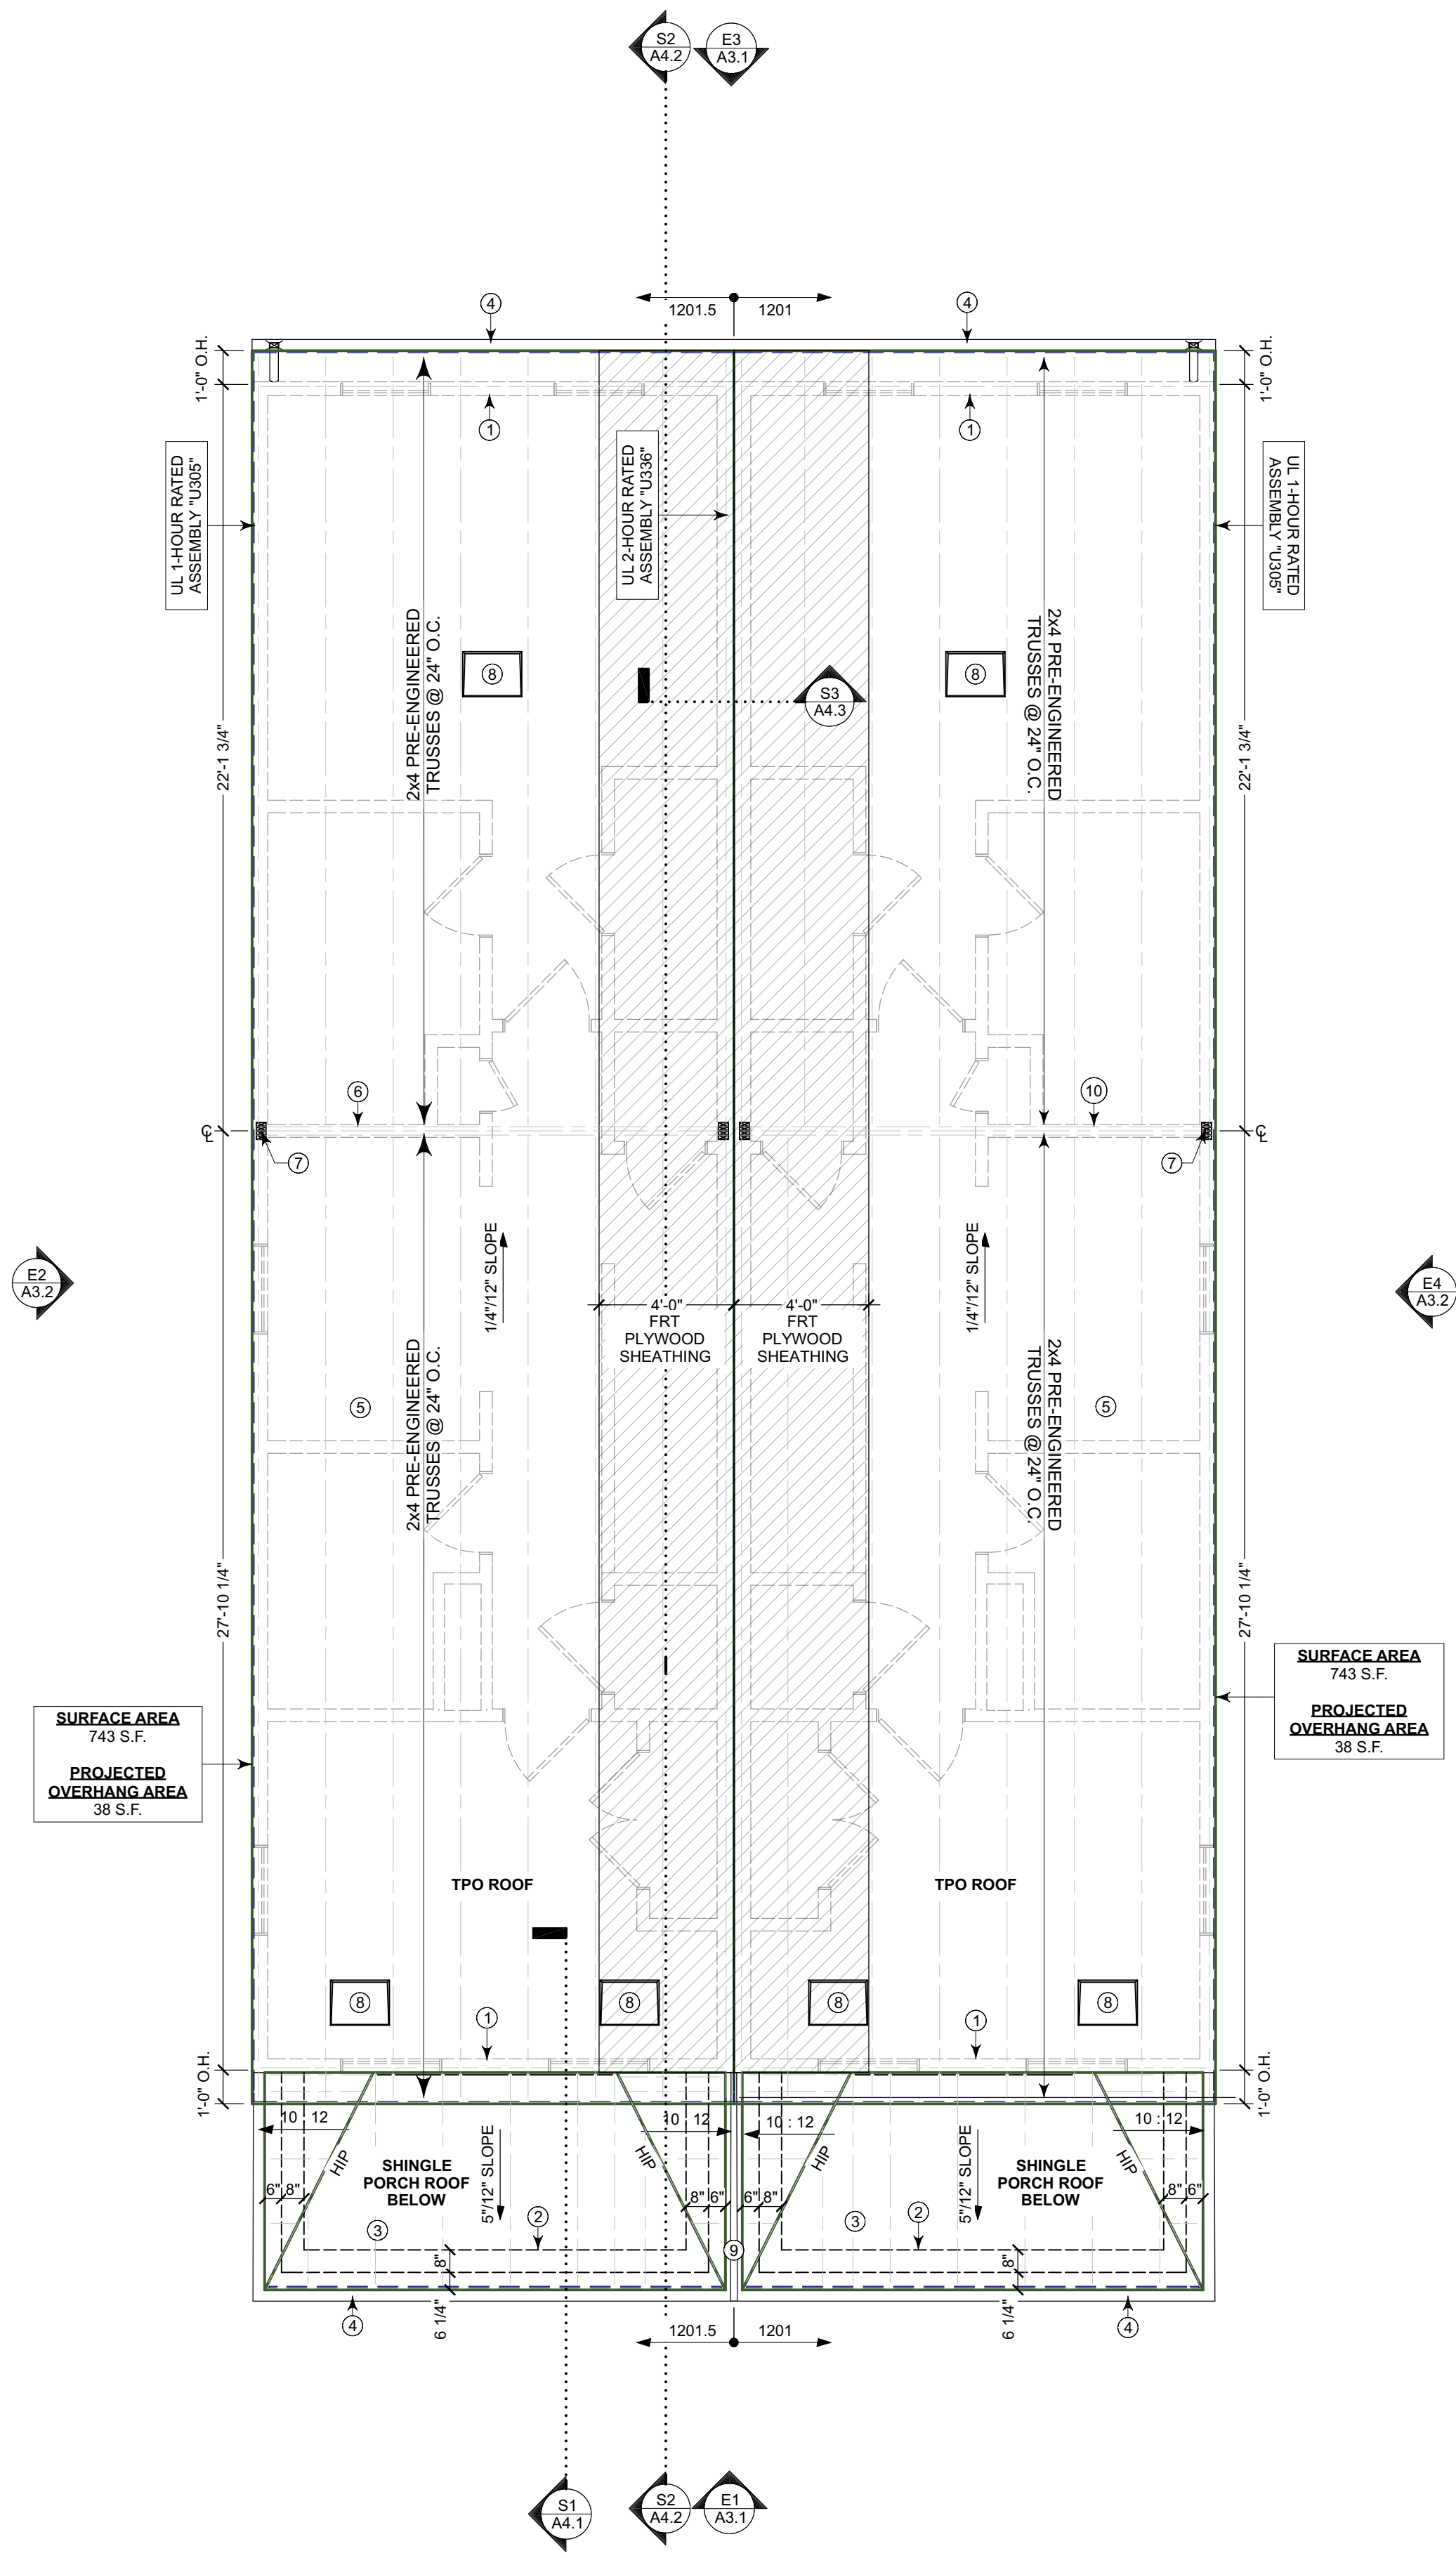 S2
A4.2
E3
A3.1
1201.5
1201
4
4
1'-0" O.H.
1'-0" O.H.
1
1
UL 1-HOUR RATED
ASSEMBLY "U305"
UL 2-HOUR RATED
ASSEMBLY "U336"
UL 1-HOUR RATED
ASSEMBLY "U305"
2x4 PRE-ENGINEERED
TRUSSES @ 24" O.C.
2x4 PRE-ENGINEERED
TRUSSES @ 24" O.C.
8
8
S3
A4.3
22'-1 3/4"
22'-1 3/4"
6
10
CL
CL
7
7
E2
A3.2
E4
A3.2
1/4"/12" SLOPE
1/4"/12" SLOPE
4'-0"
FRT
PLYWOOD
SHEATHING
4'-0"
FRT
PLYWOOD
SHEATHING
2x4 PRE-ENGINEERED
TRUSSES @ 24" O.C.
2x4 PRE-ENGINEERED
TRUSSES @ 24" O.C.
5
5
27'-10 1/4"
27'-10 1/4"
SURFACE AREA
743 S.F.
PROJECTED
OVERHANG AREA
38 S.F.
SURFACE AREA
743 S.F.
PROJECTED
OVERHANG AREA
38 S.F.
TPO ROOF
TPO ROOF
8
8
8
8
1
1
1'-0" O.H.
1'-0" O.H.
10 : 12
10 : 12
10 : 12
10 : 12
HIP
HIP
HIP
HIP
SHINGLE
PORCH ROOF
BELOW
SHINGLE
PORCH ROOF
BELOW
5"/12" SLOPE
5"/12" SLOPE
6"
8"
8"
6"
6"
8"
8"
6"
3
2
3
2
9
8"
8"
6 1/4"
6 1/4"
4
4
1201.5
1201
S1
A4.1
S2
A4.2
E1
A3.1